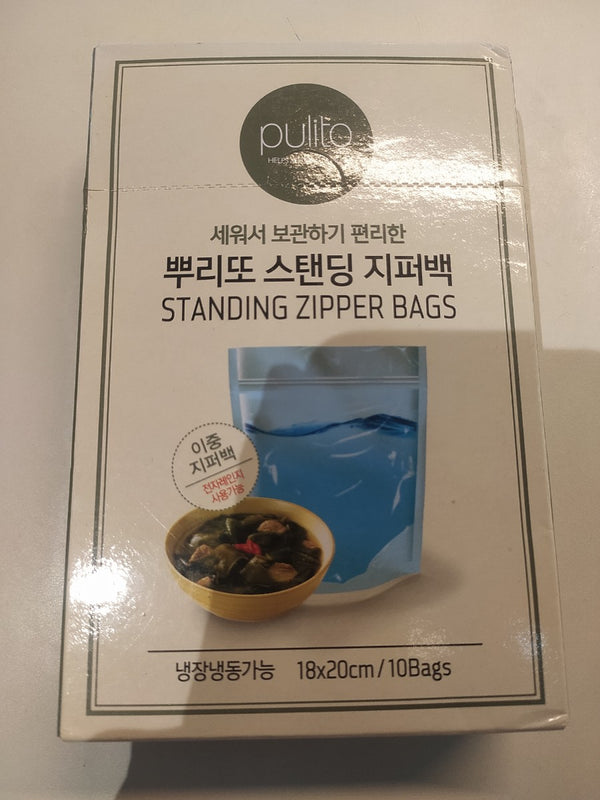 pulito
세워서 보관하기 편리한
뿌리또 스탠딩 지퍼백
STANDING ZIPPER BAGS
이중
지퍼백
전자레인지
사용가능
냉장냉동가능 18x20cm/10Bags